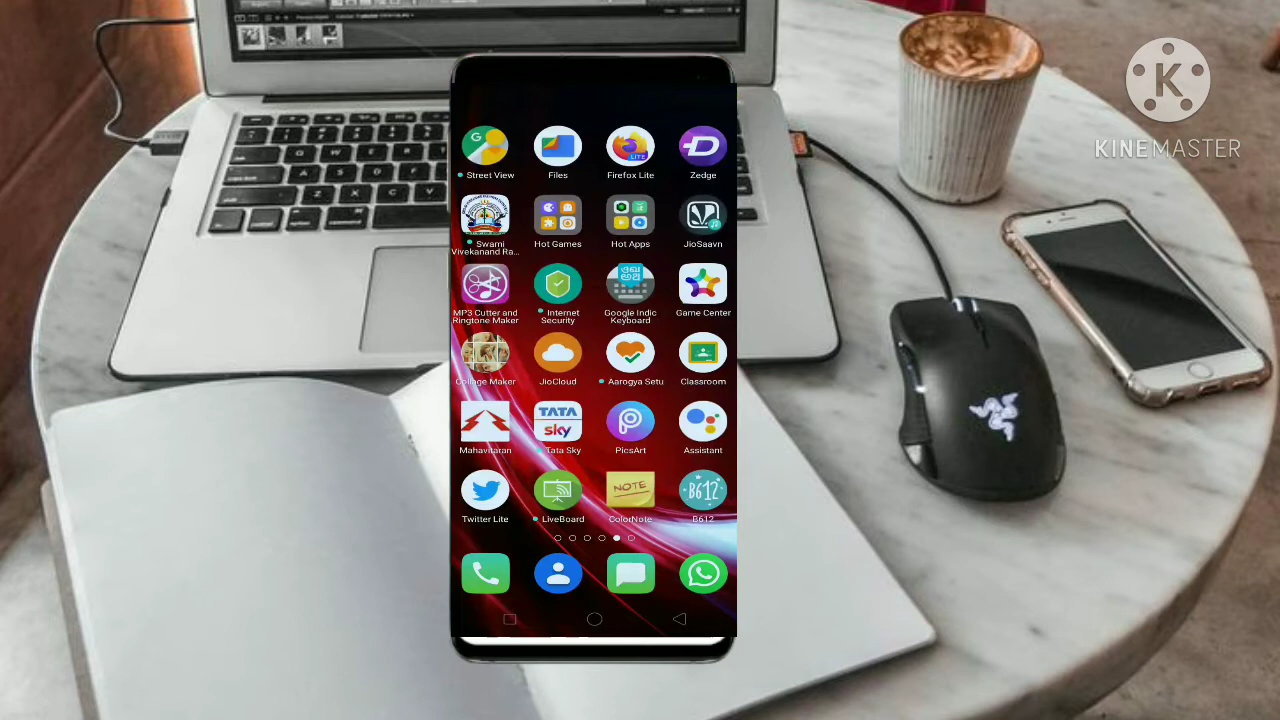 KINEMASTER
Street View
Files
Firefox Lite
Zedge
LITE
Swami
Vivekanand Ra...
Hot Games
Hot Apps
JioSaavn
MP3 Cutter and
Ringtone Maker
Internet
Security
Google Indic
Keyboard
Game Center
Collage Maker
JioCloud
Aarogya Setu
Classroom
TATA
sky
Mahavitaran
Tata Sky
PicsArt
Assistant
NOTE
B612
Twitter Lite
LiveBoard
ColorNote
B612